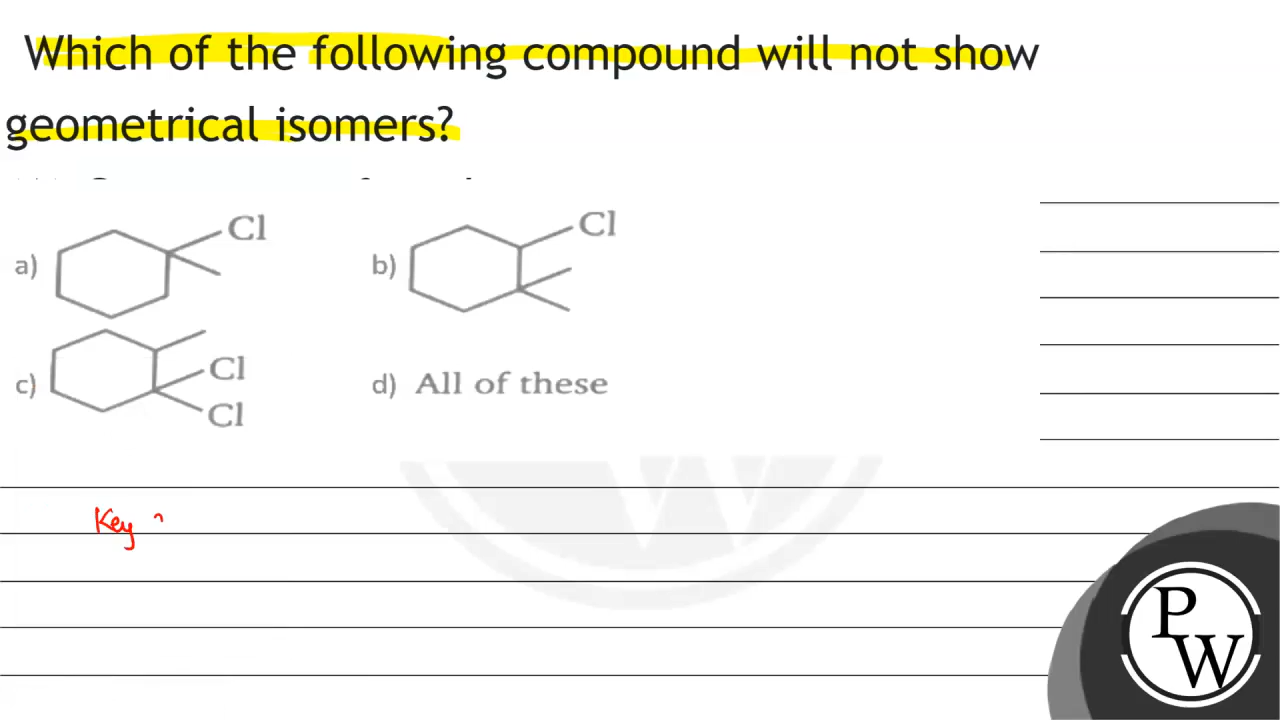 Which of the following compound will not show
geometrical isomers?
a) Cl
b) Cl
c) Cl
Cl
d) All of these
Key
PW